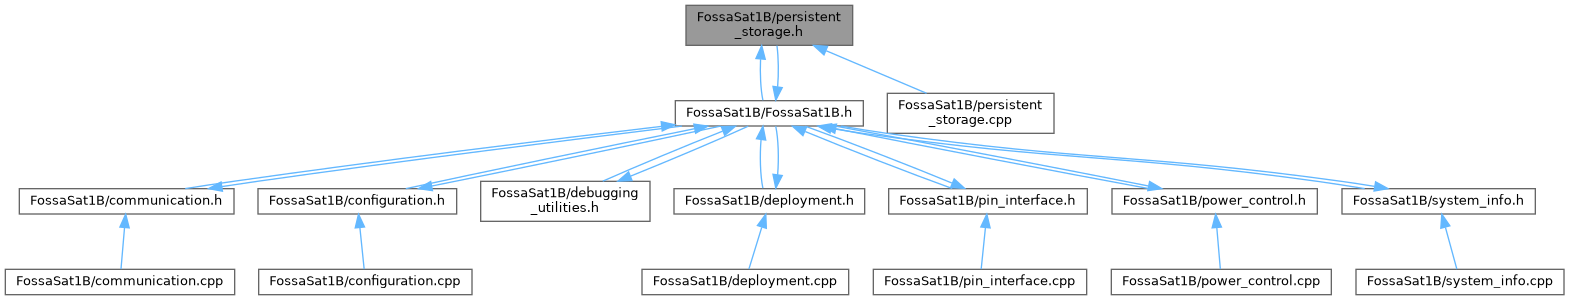 FossaSat1B/persistent
_storage.h
FossaSat1B/FossaSat1B.h
FossaSat1B/persistent
_storage.cpp
FossaSat1B/communication.h
FossaSat1B/configuration.h
FossaSat1B/debugging
_utilities.h
FossaSat1B/deployment.h
FossaSat1B/pin_interface.h
FossaSat1B/power_control.h
FossaSat1B/system_info.h
FossaSat1B/communication.cpp
FossaSat1B/configuration.cpp
FossaSat1B/deployment.cpp
FossaSat1B/pin_interface.cpp
FossaSat1B/power_control.cpp
FossaSat1B/system_info.cpp